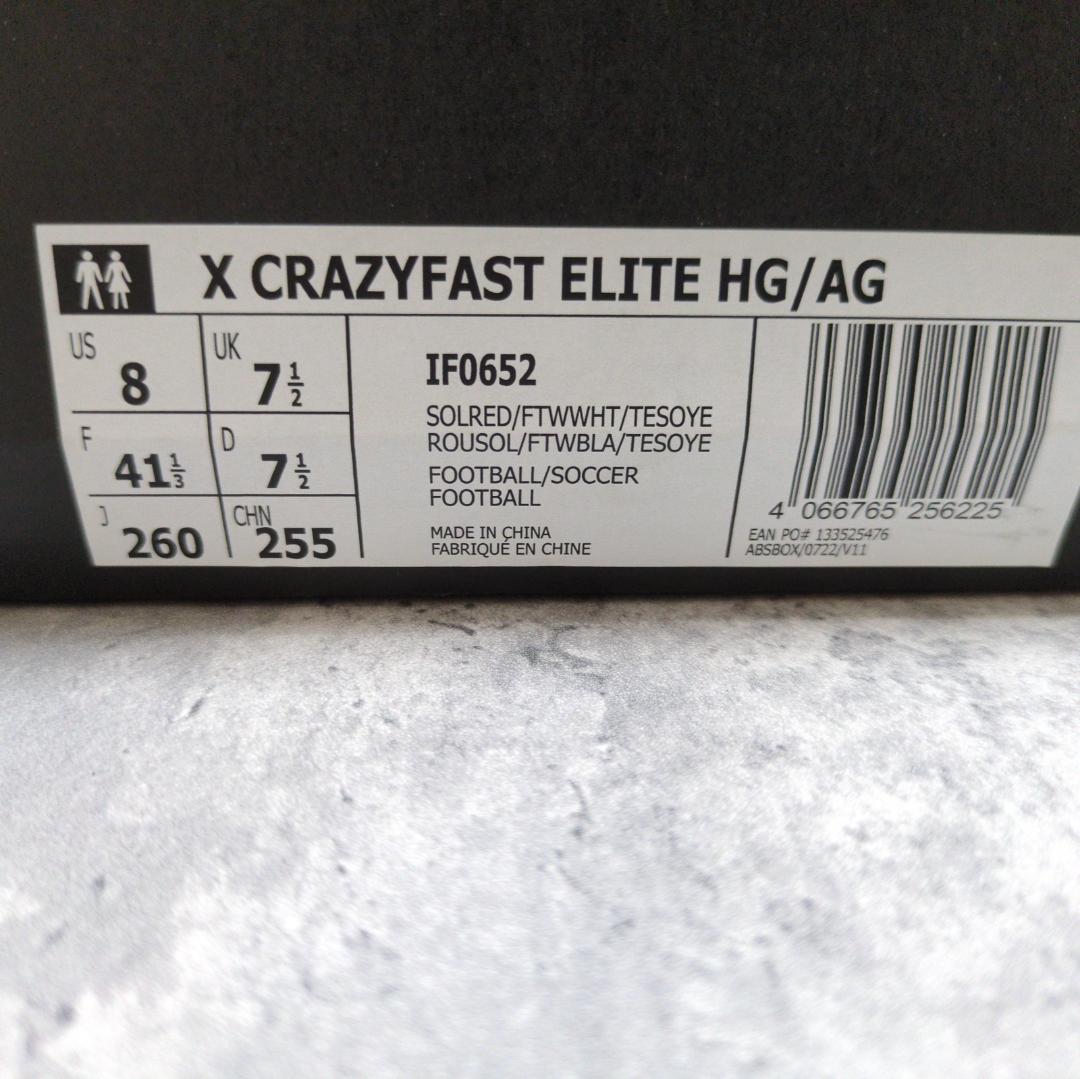 X CRAZYFAST ELITE HG/AG
US 8
UK 7 1/2
F 41 1/3
D 7 1/2
J 260
CHN 255
IF0652
SOLRED/FTWWHT/TESOYE
ROUSOL/FTWBLA/TESOYE
FOOTBALL/SOCCER
FOOTBALL
MADE IN CHINA
FABRIQUÉ EN CHINE
4 066765 256225
EAN PO# 133525476
ABSBOX/0722/V11